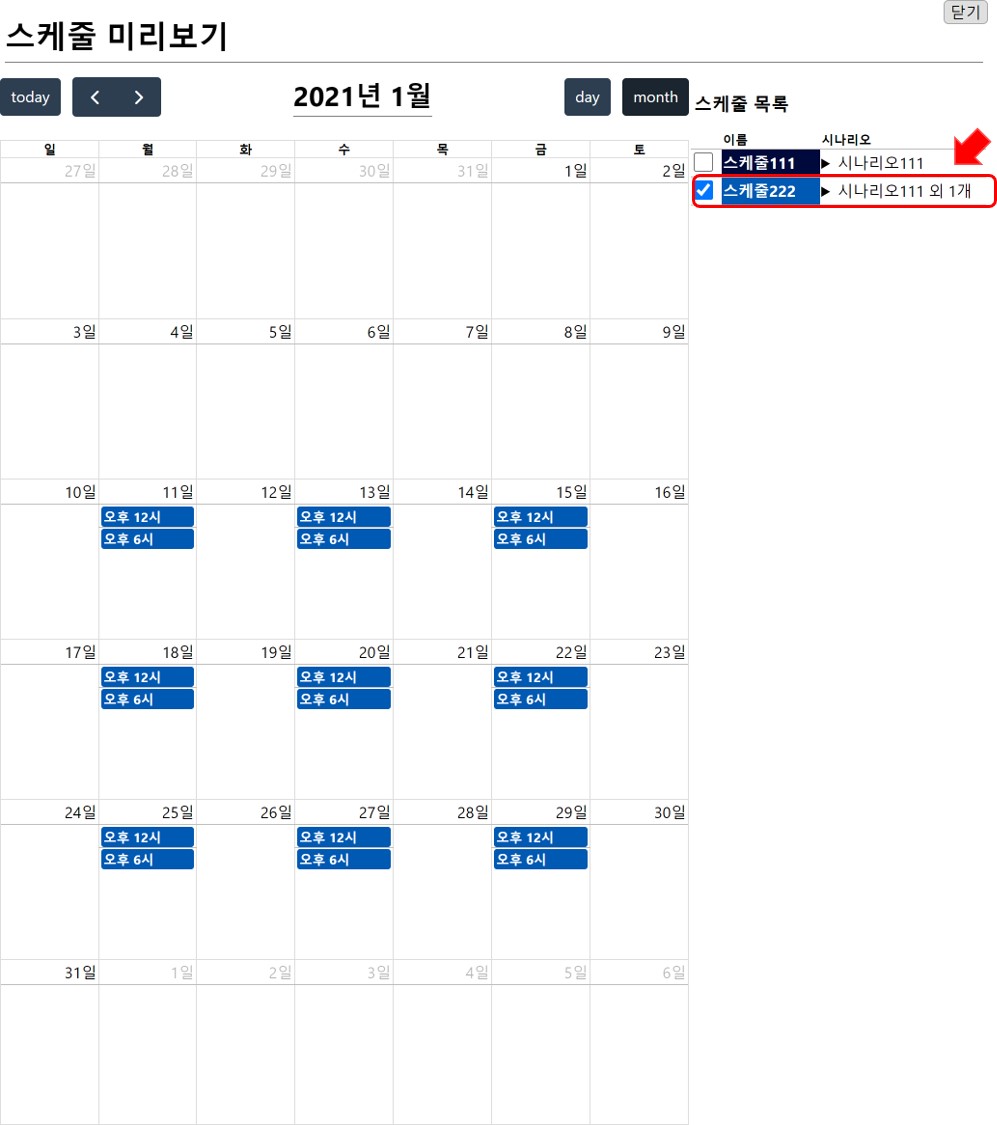 닫기
스케줄 미리보기
today
2021년 1월
day month
스케줄 목록
이름 시나리오
스케줄111 ▶ 시나리오111
스케줄222 ▶ 시나리오111 외 1개
일 월 화 수 목 금 토
27일 28일 29일 30일 31일 1일 2일
3일 4일 5일 6일 7일 8일 9일
10일 11일 12일 13일 14일 15일 16일
오후 12시 오후 12시 오후 12시
오후 6시 오후 6시 오후 6시
17일 18일 19일 20일 21일 22일 23일
오후 12시 오후 12시 오후 12시
오후 6시 오후 6시 오후 6시
24일 25일 26일 27일 28일 29일 30일
오후 12시 오후 12시 오후 12시
오후 6시 오후 6시 오후 6시
31일 1일 2일 3일 4일 5일 6일